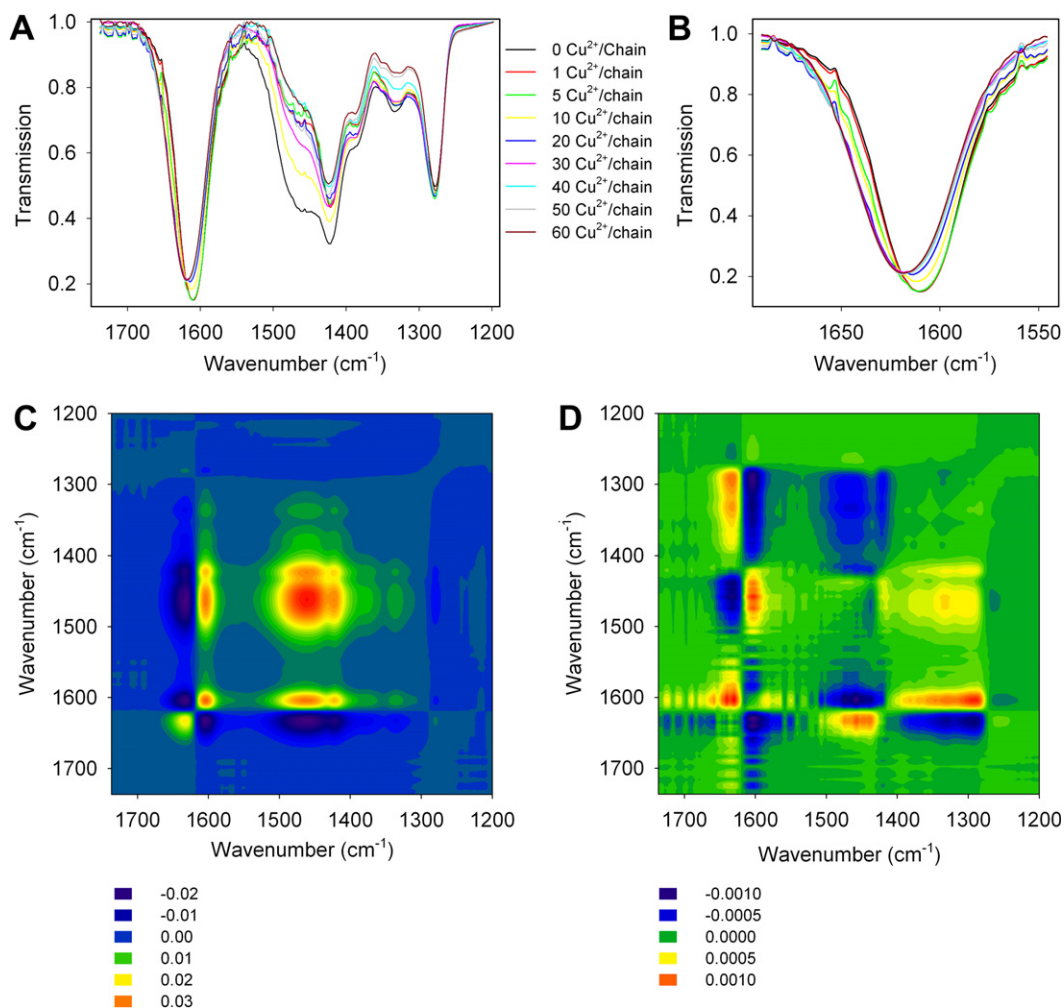 A
Transmission
1.0
0.8
0.6
0.4
0.2
1700 1600 1500 1400 1300 1200
Wavenumber (cm-1)
0 Cu2+/Chain
1 Cu2+/chain
5 Cu2+/chain
10 Cu2+/chain
20 Cu2+/chain
30 Cu2+/chain
40 Cu2+/chain
50 Cu2+/chain
60 Cu2+/chain
B
Transmission
1.0
0.8
0.6
0.4
0.2
1650 1600 1550
Wavenumber (cm-1)
C
Wavenumber (cm-1)
1200
1300
1400
1500
1600
1700
1700 1600 1500 1400 1300 1200
Wavenumber (cm-1)
-0.02
-0.01
0.00
0.01
0.02
0.03
D
Wavenumber (cm-1)
1200
1300
1400
1500
1600
1700
1700 1600 1500 1400 1300 1200
Wavenumber (cm-1)
-0.0010
-0.0005
0.0000
0.0005
0.0010